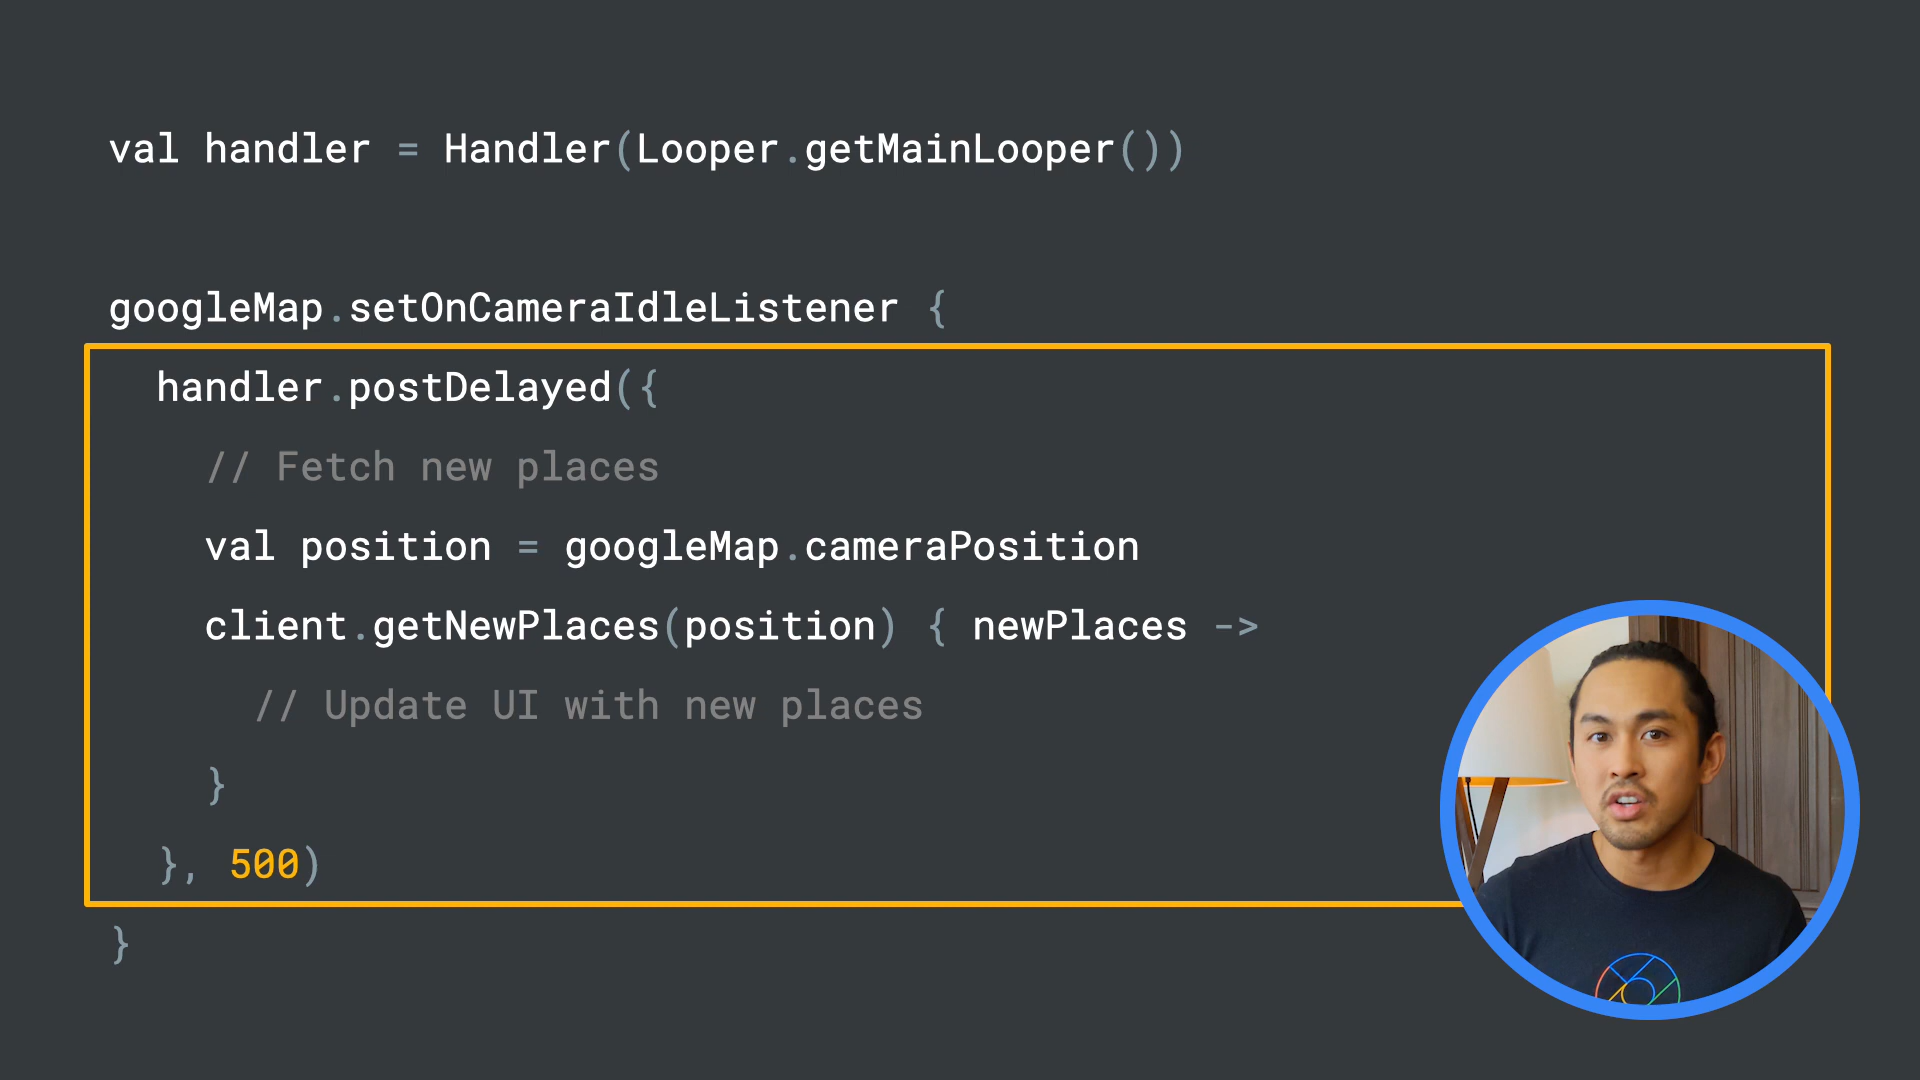 val handler = Handler(Looper.getMainLooper())
googleMap.setOnCameraIdleListener {
handler.postDelayed({
// Fetch new places
val position = googleMap.cameraPosition
client.getNewPlaces(position) { newPlaces ->
// Update UI with new places
}
}, 500)
}